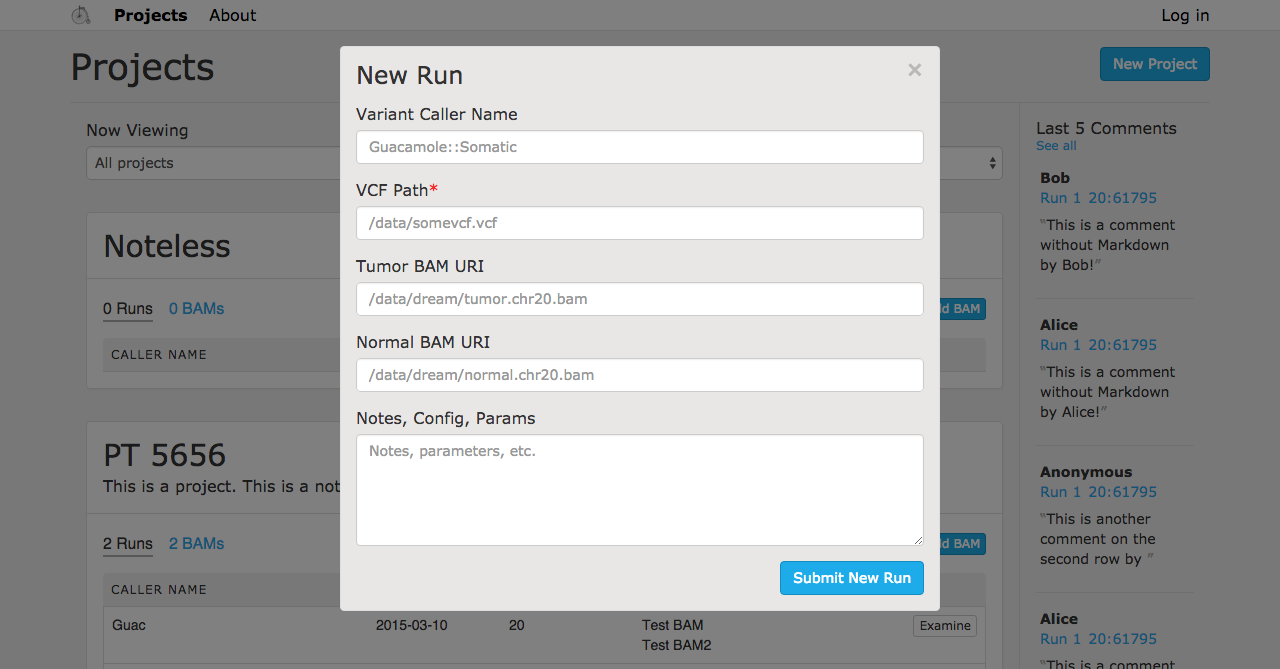 Projects About Log in
Projects
New Project
Now Viewing
All projects
Noteless
0 Runs 0 BAMs
BAM
CALLER NAME
PT 5656
This is a project. This is a
2 Runs 2 BAMs
BAM
CALLER NAME
Guac 2015-03-10 20 Test BAM Examine
Test BAM2
New Run ×
Variant Caller Name
Guacamole::Somatic
VCF Path*
/data/somevcf.vcf
Tumor BAM URI
/data/dream/tumor.chr20.bam
Normal BAM URI
/data/dream/normal.chr20.bam
Notes, Config, Params
Notes, parameters, etc.
Submit New Run
Last 5 Comments
See all
Bob
Run 1 20:61795
"This is a comment
without Markdown
by Bob!"
Alice
Run 1 20:61795
"This is a comment
without Markdown
by Alice!"
Anonymous
Run 1 20:61795
"This is another
comment on the
second row by "
Alice
Run 1 20:61795
"This is a comment